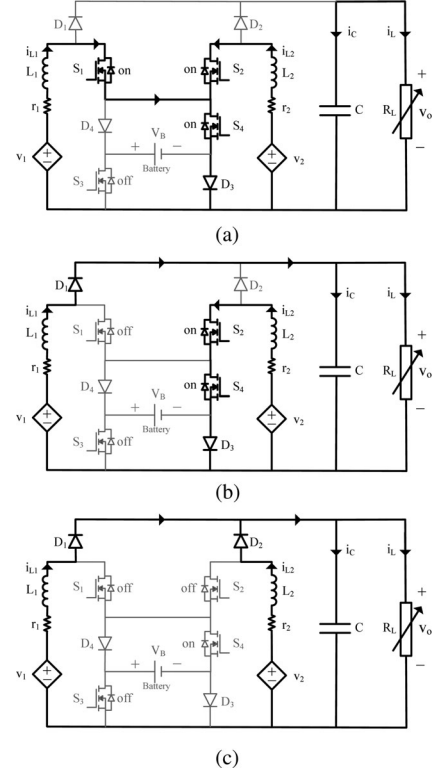 D1 D2
iL1 iL2 iC iL
L1 S1 on on S2 L2
+
r1 D4 on S4 r2 C RL vo
v1 + VB − v2 −
Battery
S3 off D3
(a)
D1 D2
iL1 iL2 iC iL
L1 S1 off on S2 L2
+
r1 D4 on S4 r2 C RL vo
v1 + VB − v2 −
Battery
S3 off D3
(b)
D1 D2
iL1 iL2 iC iL
L1 S1 off off S2 L2
+
r1 D4 on S4 r2 C RL vo
v1 + VB − v2 −
Battery
S3 off D3
(c)